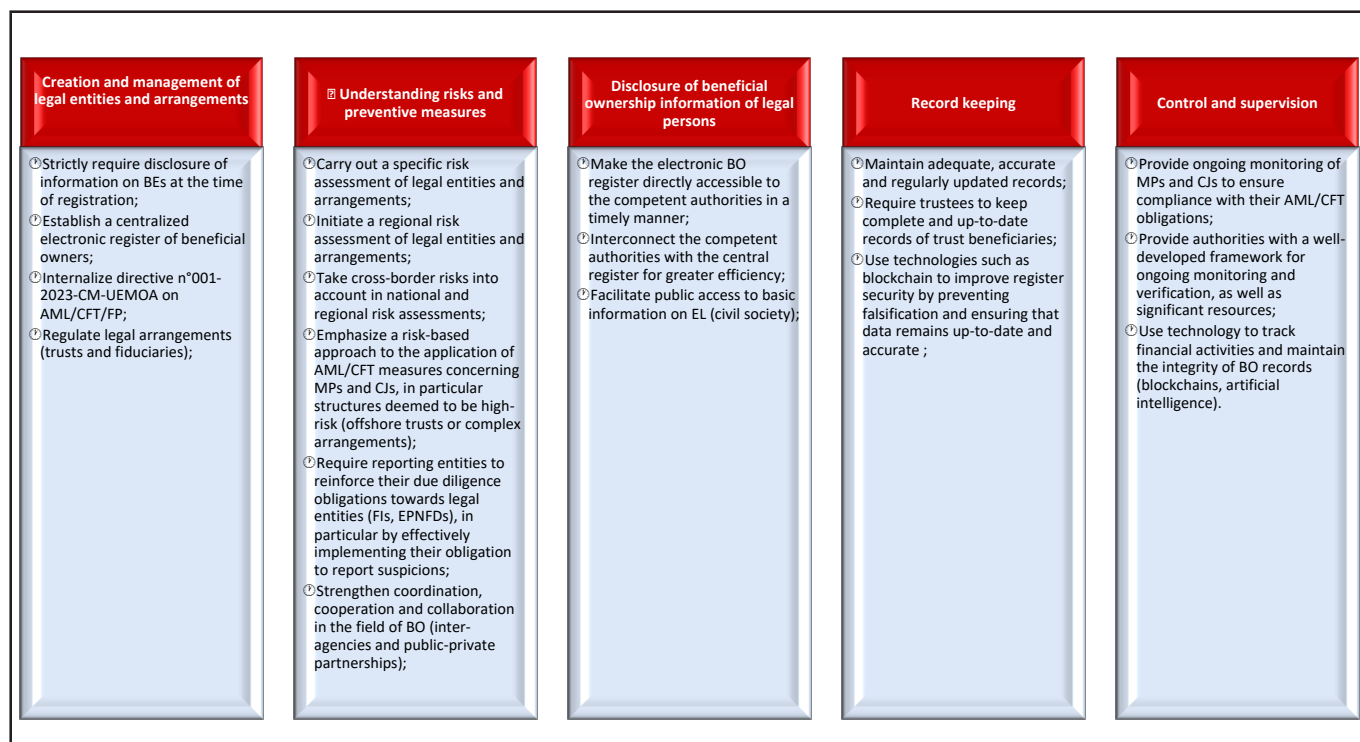 Creation and management of
legal entities and arrangements
🕐Strictly require disclosure of
information on BEs at the time
of registration;
🕐Establish a centralized
electronic register of beneficial
owners;
🕐Internalize directive n°001-
2023-CM-UEMOA on
AML/CFT/FP;
🕐Regulate legal arrangements
(trusts and fiduciaries);
⍰ Understanding risks and
preventive measures
🕐Carry out a specific risk
assessment of legal entities and
arrangements;
🕐Initiate a regional risk
assessment of legal entities and
arrangements;
🕐Take cross-border risks into
account in national and
regional risk assessments;
🕐Emphasize a risk-based
approach to the application of
AML/CFT measures concerning
MPs and CJs, in particular
structures deemed to be high-
risk (offshore trusts or complex
arrangements);
🕐Require reporting entities to
reinforce their due diligence
obligations towards legal
entities (FIs, EPNFDs), in
particular by effectively
implementing their obligation
to report suspicions;
🕐Strengthen coordination,
cooperation and collaboration
in the field of BO (inter-
agencies and public-private
partnerships);
Disclosure of beneficial
ownership information of legal
persons
🕐Make the electronic BO
register directly accessible to
the competent authorities in a
timely manner;
🕐Interconnect the competent
authorities with the central
register for greater efficiency;
🕐Facilitate public access to basic
information on EL (civil society);
Record keeping
🕐Maintain adequate, accurate
and regularly updated records;
🕐Require trustees to keep
complete and up-to-date
records of trust beneficiaries;
🕐Use technologies such as
blockchain to improve register
security by preventing
falsification and ensuring that
data remains up-to-date and
accurate ;
Control and supervision
🕐Provide ongoing monitoring of
MPs and CJs to ensure
compliance with their AML/CFT
obligations;
🕐Provide authorities with a well-
developed framework for
ongoing monitoring and
verification, as well as
significant resources;
🕐Use technology to track
financial activities and maintain
the integrity of BO records
(blockchains, artificial
intelligence).